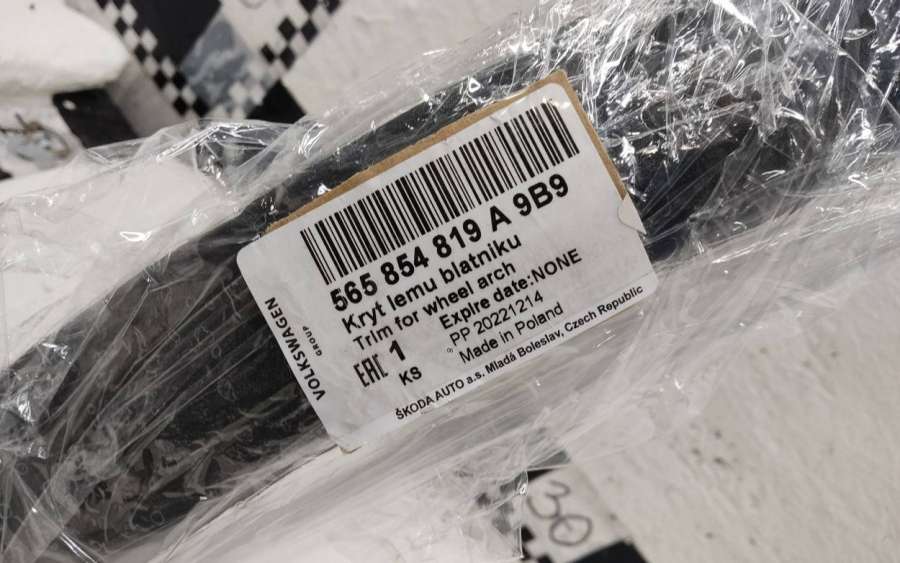 565 854 819 A 9B9
Kryt lemu blatniku
Trim for wheel arch
Expire date:NONE
EAC 1 KS
PP 20221214
Made in Poland
ŠKODA AUTO a.s. Mladá Boleslav, Czech Republic
VOLKSWAGEN
GROUP
30